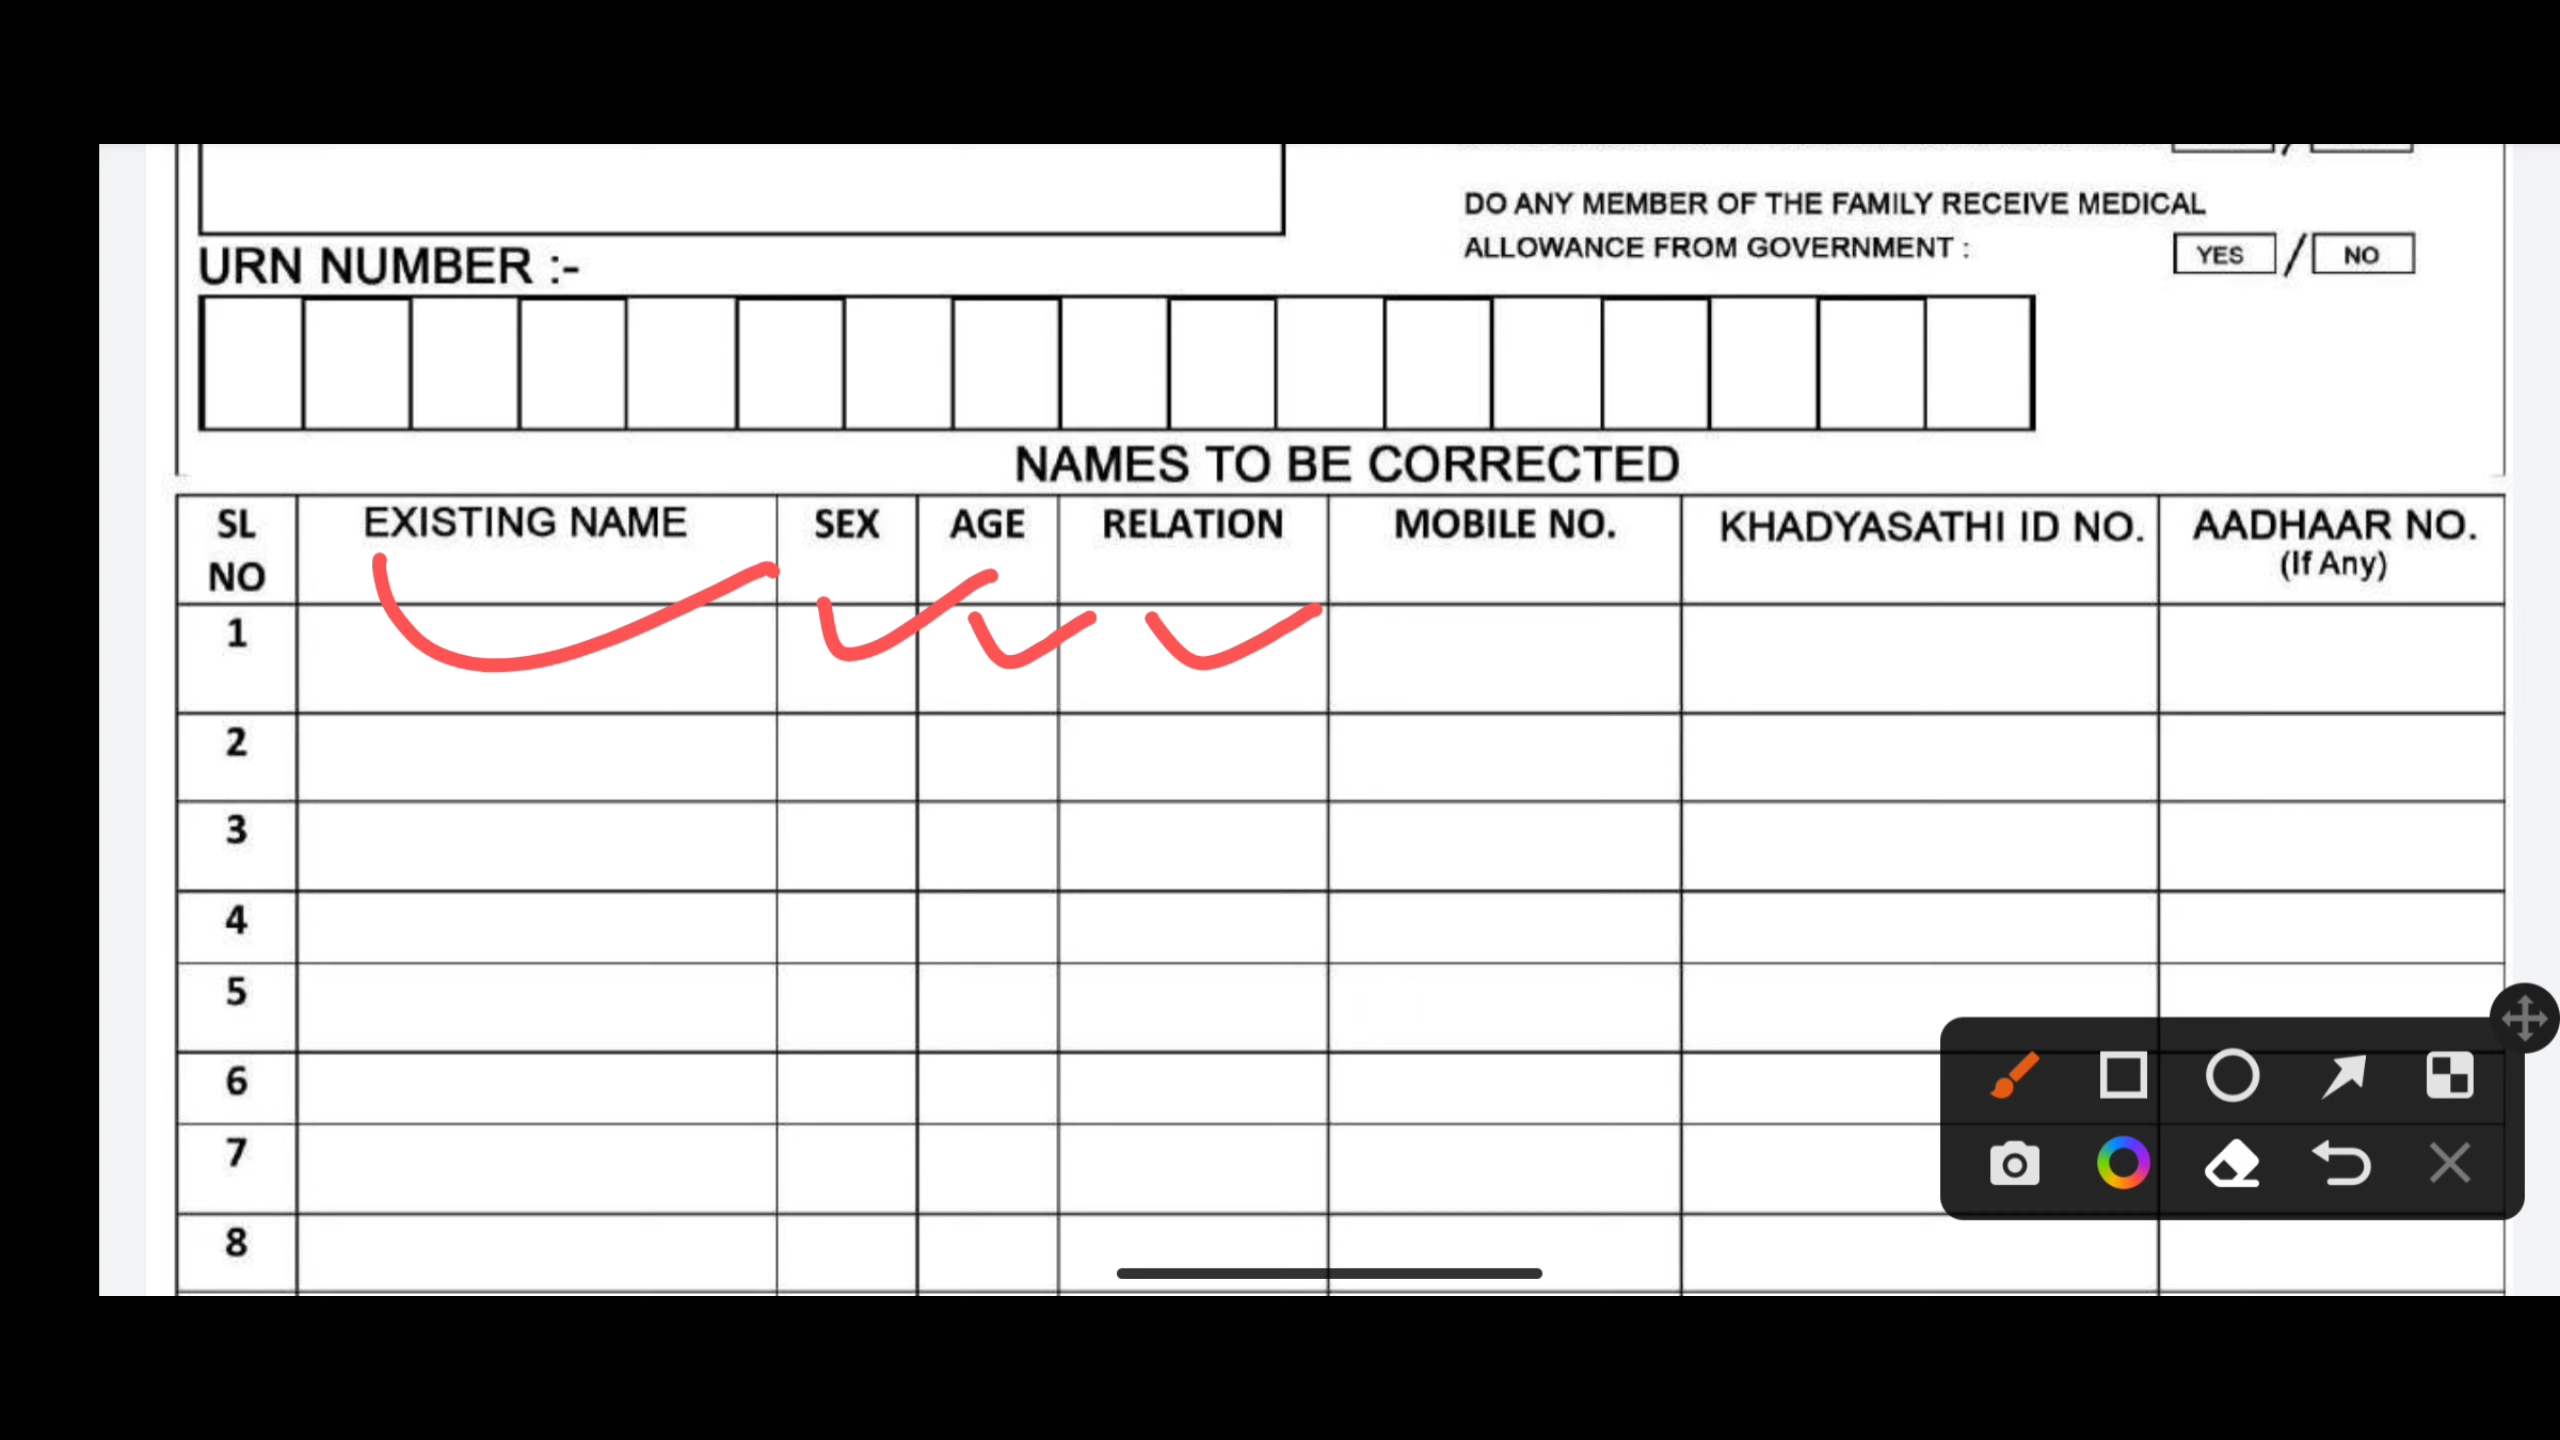 DO ANY MEMBER OF THE FAMILY RECEIVE MEDICAL
ALLOWANCE FROM GOVERNMENT : YES / NO
URN NUMBER :-
NAMES TO BE CORRECTED
SL NO EXISTING NAME SEX AGE RELATION MOBILE NO. KHADYASATHI ID NO. AADHAAR NO. (If Any)
1
2
3
4
5
6
7
8